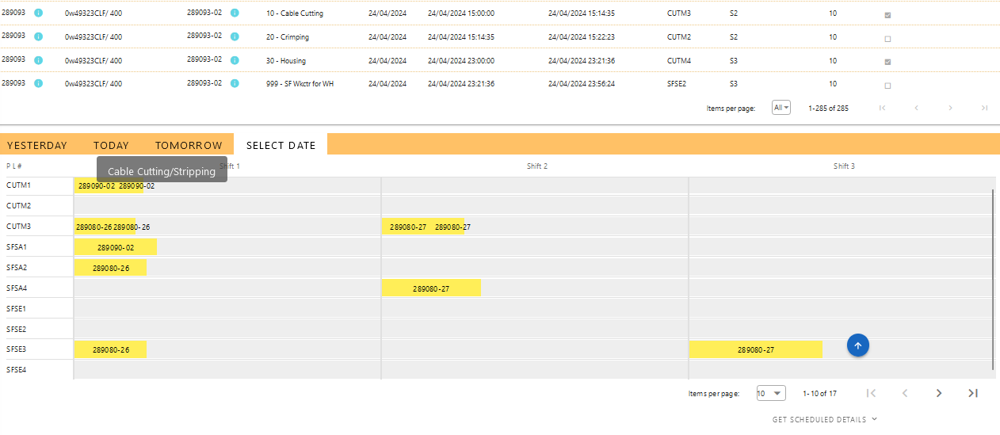 289093 0w49323CLF/ 400 289093-02 10 - Cable Cutting 24/04/2024 24/04/2024 15:00:00 24/04/2024 15:14:35 CUTM3 S2 10
289093 0w49323CLF/ 400 289093-02 20 - Crimping 24/04/2024 24/04/2024 15:14:35 24/04/2024 15:22:23 CUTM2 S2 10
289093 0w49323CLF/ 400 289093-02 30 - Housing 24/04/2024 24/04/2024 23:00:00 24/04/2024 23:21:36 CUTM4 S3 10
289093 0w49323CLF/ 400 289093-02 999 - SF Wkctr for WH 24/04/2024 24/04/2024 23:21:36 24/04/2024 23:56:24 SFSE2 S3 10
Items per page: All 1-285 of 285
YESTERDAY TODAY TOMORROW SELECT DATE
PL# Shift 1 Shift 2 Shift 3
Cable Cutting/Stripping
CUTM1 289090-02 289090-02
CUTM2
CUTM3 289080-26 289080-26 289080-27 289080-27
SFSA1 289090-02
SFSA2 289080-26
SFSA4 289080-27
SFSE1
SFSE2
SFSE3 289080-26 289080-27
SFSE4
Items per page: 10 1-10 of 17
GET SCHEDULED DETAILS